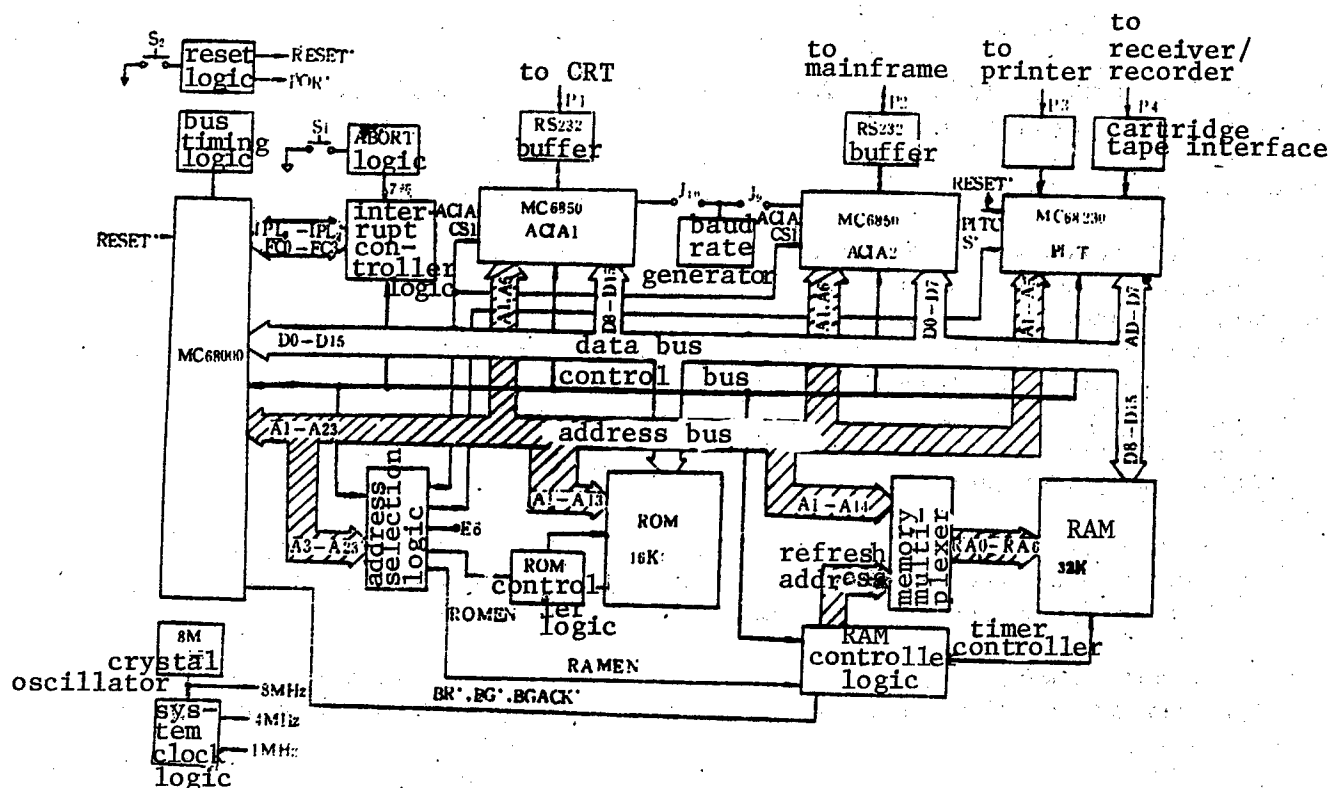 S2
reset
logic
RESET*
POR*
bus
timing
logic
S1
ABORT
logic
to CRT
P1
RS232
buffer
to
mainframe
P2
RS232
buffer
to
printer
P3
to
receiver/
recorder
P4
cartridge
tape interface
RESET*
MC68000
FC0-FC3
inter-
rupt
con-
troller
logic
ACIA
CS1
MC6850
ACIA1
J10
J9
baud
rate
generator
ACIA
CS1
MC6850
ACIA2
RESET*
PITC
S*
MC68230
PI/T
A1.A6
D8-D15
A1.A6
D0-D7
D0-D15
data bus
control bus
A1-A23
address bus
D8-D15
A3-A23
address
selection
logic
E6
A1-A13
ROM
16K
ROM
control-
ler
logic
ROMEN
A1-A14
refresh
address
memory
multi-
plexer
RA0-RA6
RAM
32K
RAM
controller
logic
timer
controller
RAMEN
BR*.BG*.BGACK*
8M
crystal
oscillator
8MHz
sys-
tem
clock
logic
4MHz
1MHz